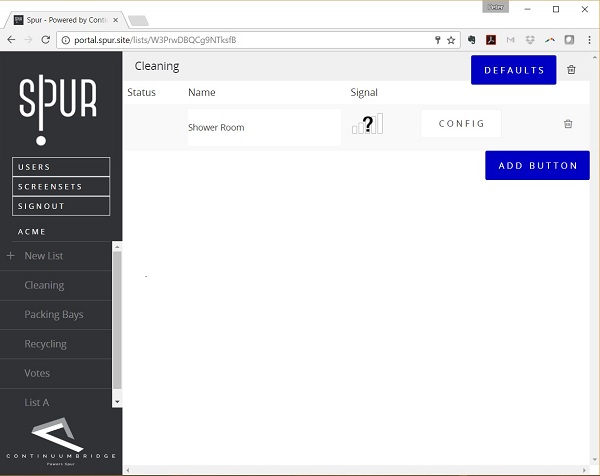 Peter
Spur - Powered by Conti
portal.spur.site/lists/W3PrwDBQCg9NTksfB
SPUR
USERS
SCREENSETS
SIGNOUT
ACME
+ New List
Cleaning
Packing Bays
Recycling
Votes
List A
CONTINUUMBRIDGE
Powers Spur
Cleaning
DEFAULTS
Status Name Signal
Shower Room ? CONFIG
ADD BUTTON